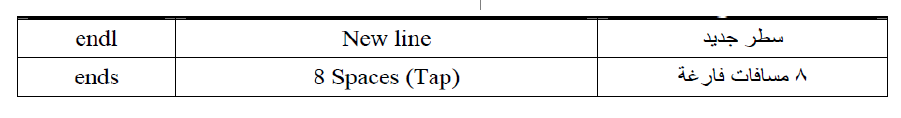 endl New line سطر جديد
ends 8 Spaces (Tap) ٨ مسافات فارغة